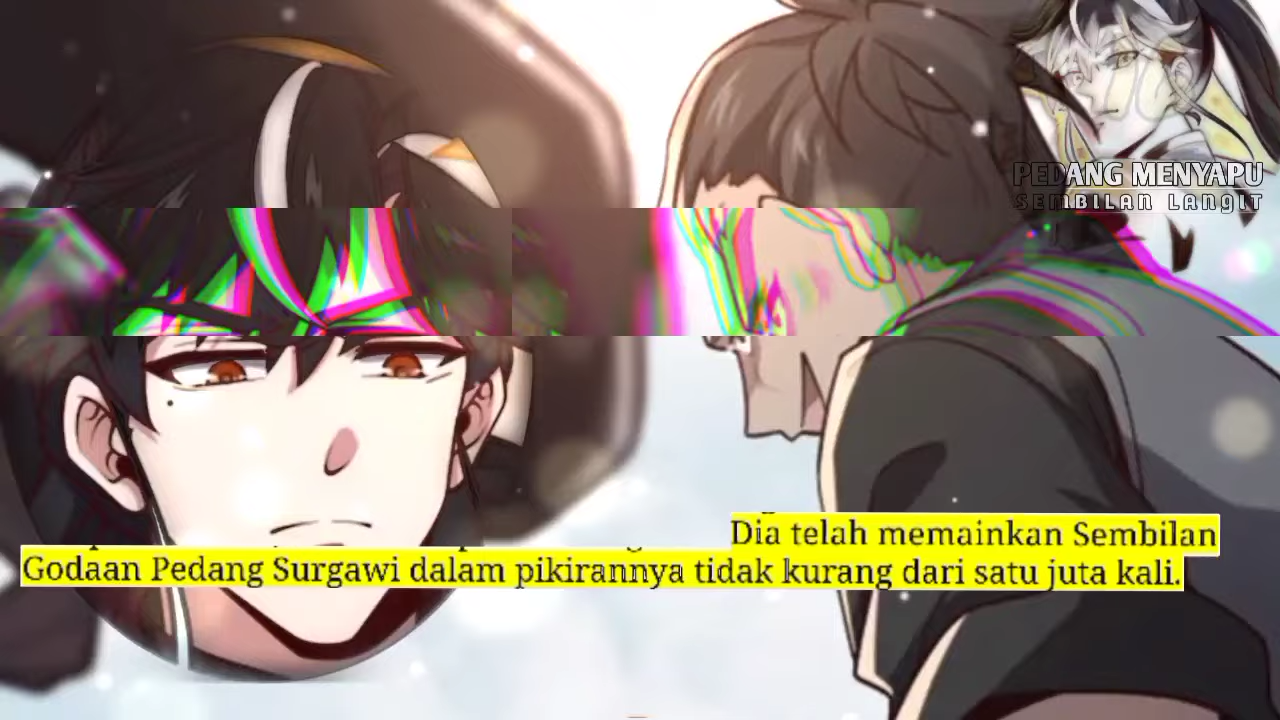 PEDANG MENYAPU
SEMBILAN LANGIT
Dia telah memainkan Sembilan
Godaan Pedang Surgawi dalam pikirannya tidak kurang dari satu juta kali.